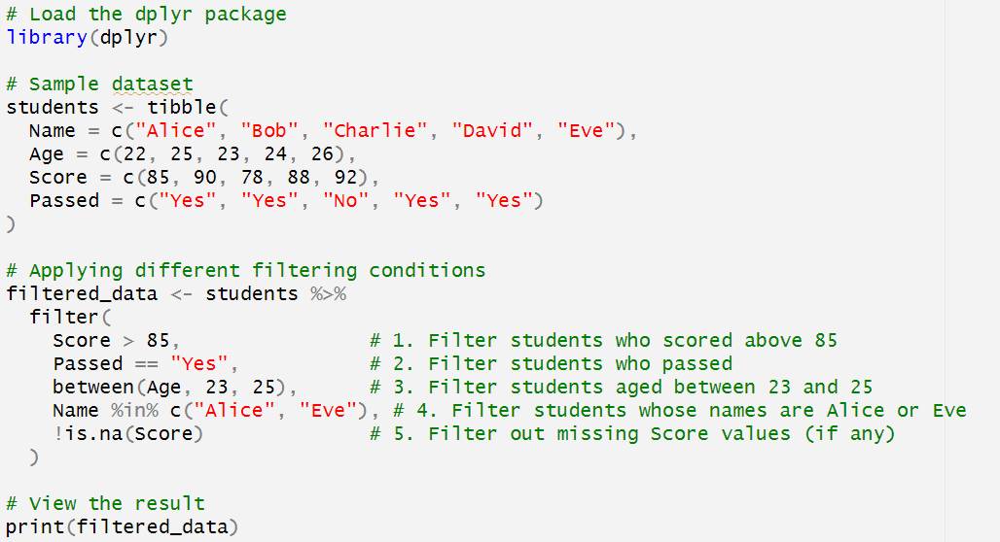 # Load the dplyr package
library(dplyr)
# Sample dataset
students <- tibble(
  Name = c("Alice", "Bob", "Charlie", "David", "Eve"),
  Age = c(22, 25, 23, 24, 26),
  Score = c(85, 90, 78, 88, 92),
  Passed = c("Yes", "Yes", "No", "Yes", "Yes")
)
# Applying different filtering conditions
filtered_data <- students %>%
  filter(
    Score > 85,                # 1. Filter students who scored above 85
    Passed == "Yes",           # 2. Filter students who passed
    between(Age, 23, 25),      # 3. Filter students aged between 23 and 25
    Name %in% c("Alice", "Eve"), # 4. Filter students whose names are Alice or Eve
    !is.na(Score)              # 5. Filter out missing Score values (if any)
  )
# View the result
print(filtered_data)